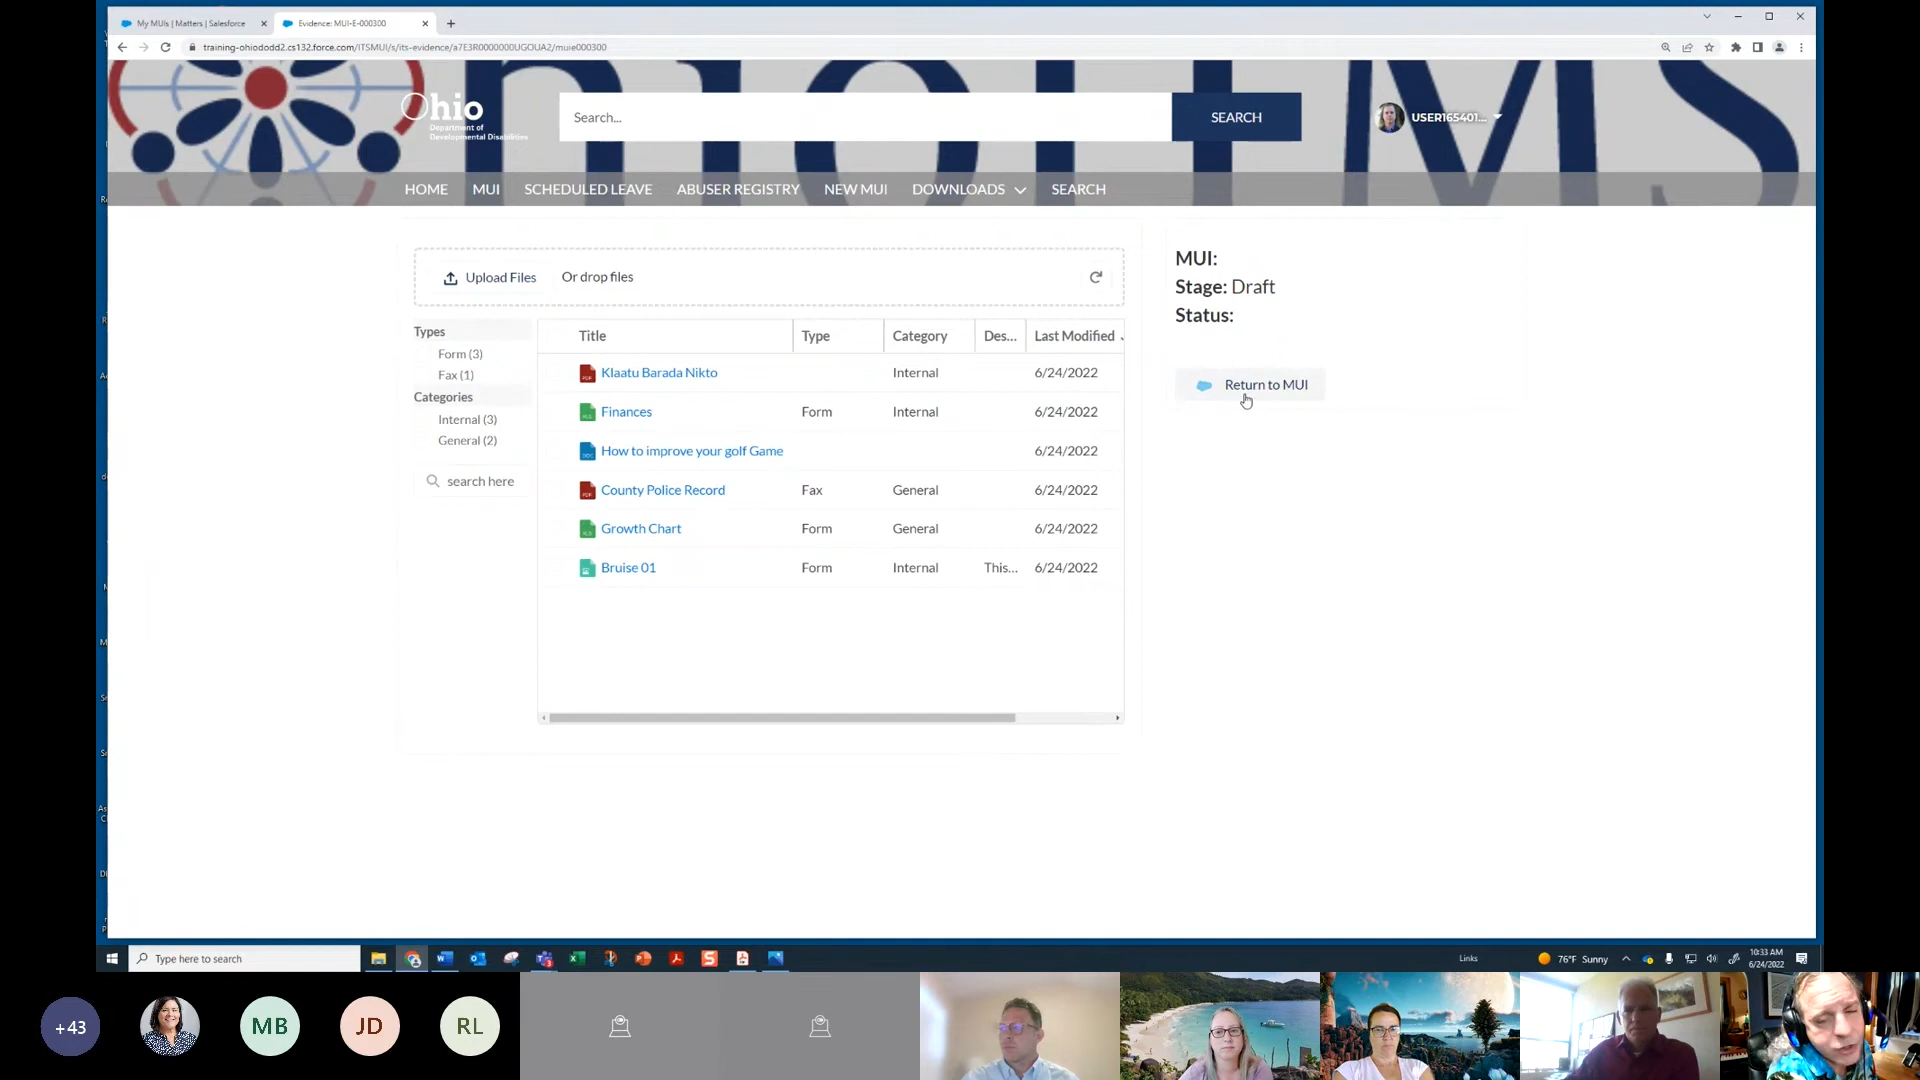 My MUIs | Matters | Salesforce
Evidence: MUI-E-000300
training-ohiododd2.cs132.force.com/ITSMUI/s/its-evidence/a7E3R0000000UGOUA2/muie000300
Ohio
Department of
Developmental Disabilities
Search...
SEARCH
USER165401...
HOME MUI SCHEDULED LEAVE ABUSER REGISTRY NEW MUI DOWNLOADS SEARCH
Upload Files Or drop files
Types
Form (3)
Fax (1)
Categories
Internal (3)
General (2)
search here
Title Type Category Des... Last Modified
Klaatu Barada Nikto Internal 6/24/2022
Finances Form Internal 6/24/2022
How to improve your golf Game 6/24/2022
County Police Record Fax General 6/24/2022
Growth Chart Form General 6/24/2022
Bruise 01 Form Internal This... 6/24/2022
MUI:
Stage: Draft
Status:
Return to MUI
Type here to search
Links
76°F Sunny
10:33 AM
6/24/2022
+43
MB
JD
RL